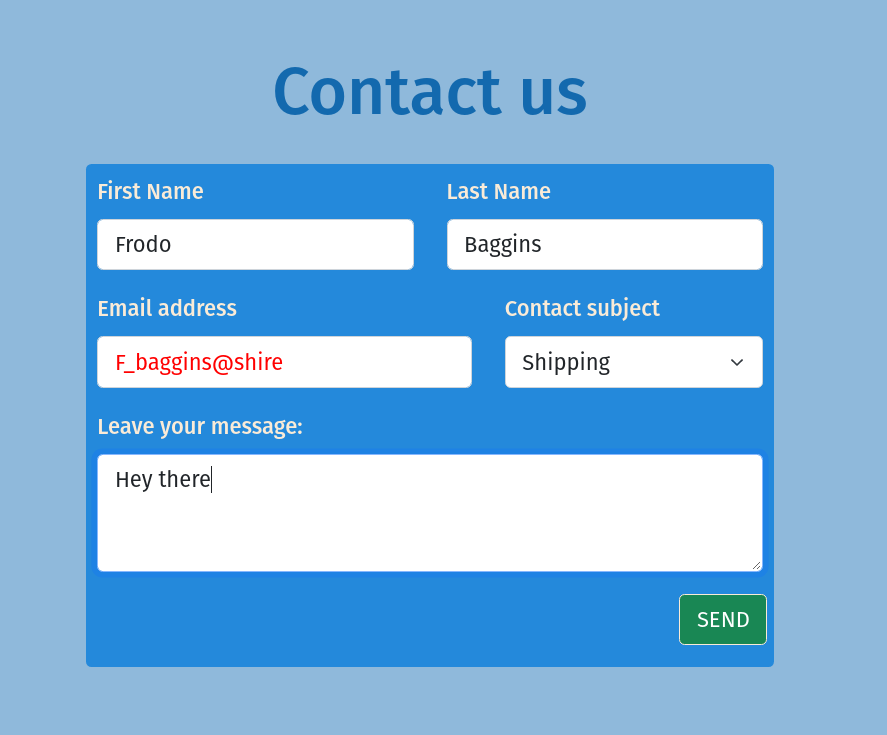 Contact us
First Name
Last Name
Frodo
Baggins
Email address
Contact subject
F_baggins@shire
Shipping
Leave your message:
Hey there
SEND